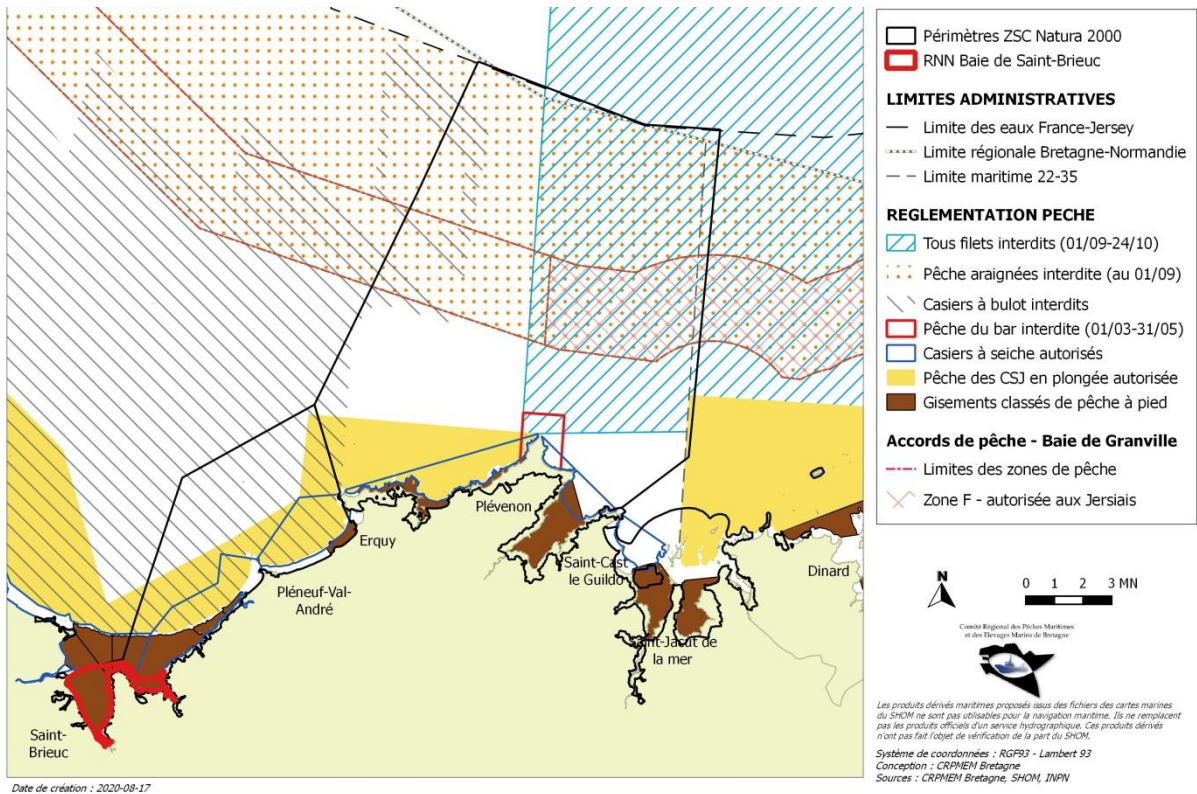 Périmètres ZSC Natura 2000
RNN Baie de Saint-Brieuc
LIMITES ADMINISTRATIVES
Limite des eaux France-Jersey
Limite régionale Bretagne-Normandie
Limite maritime 22-35
REGLEMENTATION PECHE
Tous filets interdits (01/09-24/10)
Pêche araignées interdite (au 01/09)
Casiers à bulot interdits
Pêche du bar interdite (01/03-31/05)
Casiers à seiche autorisés
Pêche des CSJ en plongée autorisée
Gisements classés de pêche à pied
Accords de pêche - Baie de Granville
Limites des zones de pêche
Zone F - autorisée aux Jersiais
Plévenon
Erquy
Saint-Cast
le Guildo
Dinard
Pléneuf-Val-
André
Saint-Jacut de
la mer
Saint-
Brieuc
N
0 1 2 3 MN
Comité Régional des Pêches Maritimes
et des Elevages Marins de Bretagne
Les produits dérivés maritimes proposés issus des fichiers des cartes marines
du SHOM ne sont pas utilisables pour la navigation maritime. Ils ne remplacent
pas les produits officiels d'un service hydrographique. Ces produits dérivés
n'ont pas fait l'objet de vérification de la part du SHOM.
Système de coordonnées : RGF93 - Lambert 93
Conception : CRPMEM Bretagne
Sources : CRPMEM Bretagne, SHOM, INPN
Date de création : 2020-08-17